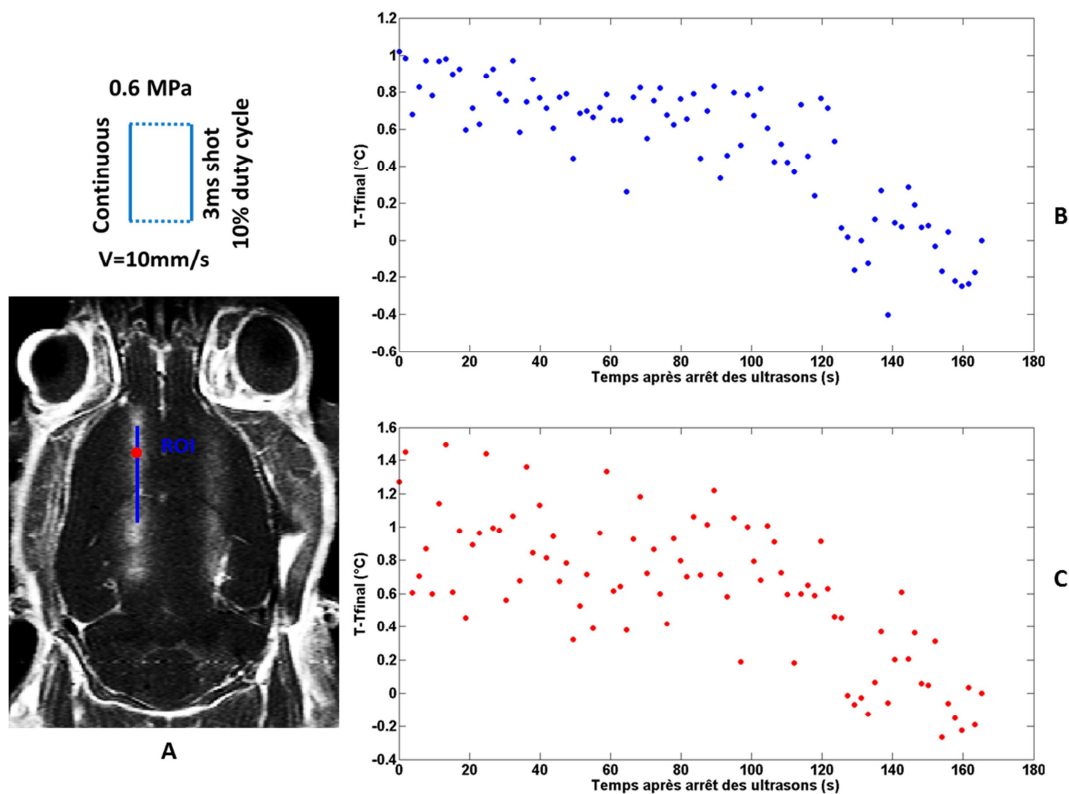 0.6 MPa
Continuous
3ms shot
10% duty cycle
V=10mm/s
ROI
A
1.2
1
0.8
0.6
0.4
0.2
0
-0.2
-0.4
-0.6
T-Tfinal (°C)
0 20 40 60 80 100 120 140 160 180
Temps après arrêt des ultrasons (s)
B
1.6
1.4
1.2
1
0.8
0.6
0.4
0.2
0
-0.2
-0.4
T-Tfinal (°C)
0 20 40 60 80 100 120 140 160 180
Temps après arrêt des ultrasons (s)
C